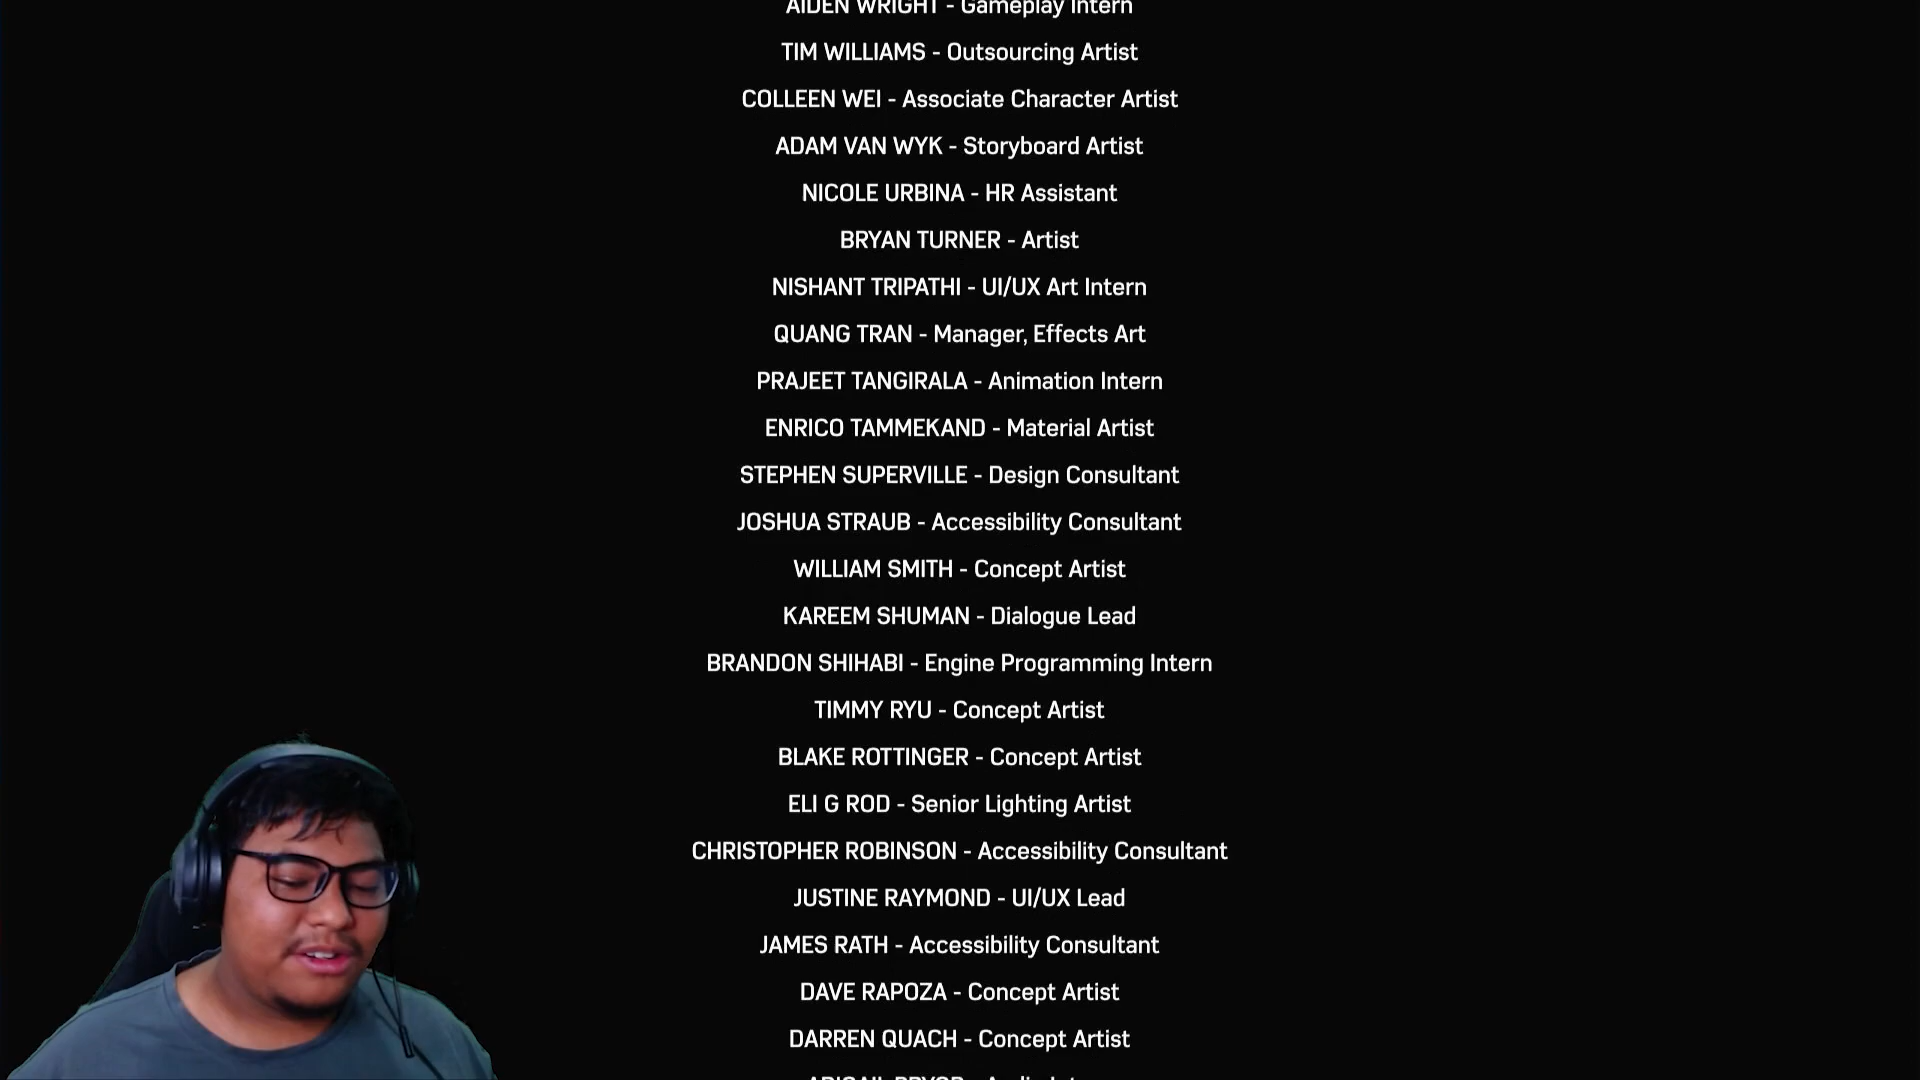 AIDEN WRIGHT - Gameplay Intern
TIM WILLIAMS - Outsourcing Artist
COLLEEN WEI - Associate Character Artist
ADAM VAN WYK - Storyboard Artist
NICOLE URBINA - HR Assistant
BRYAN TURNER - Artist
NISHANT TRIPATHI - UI/UX Art Intern
QUANG TRAN - Manager, Effects Art
PRAJEET TANGIRALA - Animation Intern
ENRICO TAMMEKAND - Material Artist
STEPHEN SUPERVILLE - Design Consultant
JOSHUA STRAUB - Accessibility Consultant
WILLIAM SMITH - Concept Artist
KAREEM SHUMAN - Dialogue Lead
BRANDON SHIHABI - Engine Programming Intern
TIMMY RYU - Concept Artist
BLAKE ROTTINGER - Concept Artist
ELI G ROD - Senior Lighting Artist
CHRISTOPHER ROBINSON - Accessibility Consultant
JUSTINE RAYMOND - UI/UX Lead
JAMES RATH - Accessibility Consultant
DAVE RAPOZA - Concept Artist
DARREN QUACH - Concept Artist